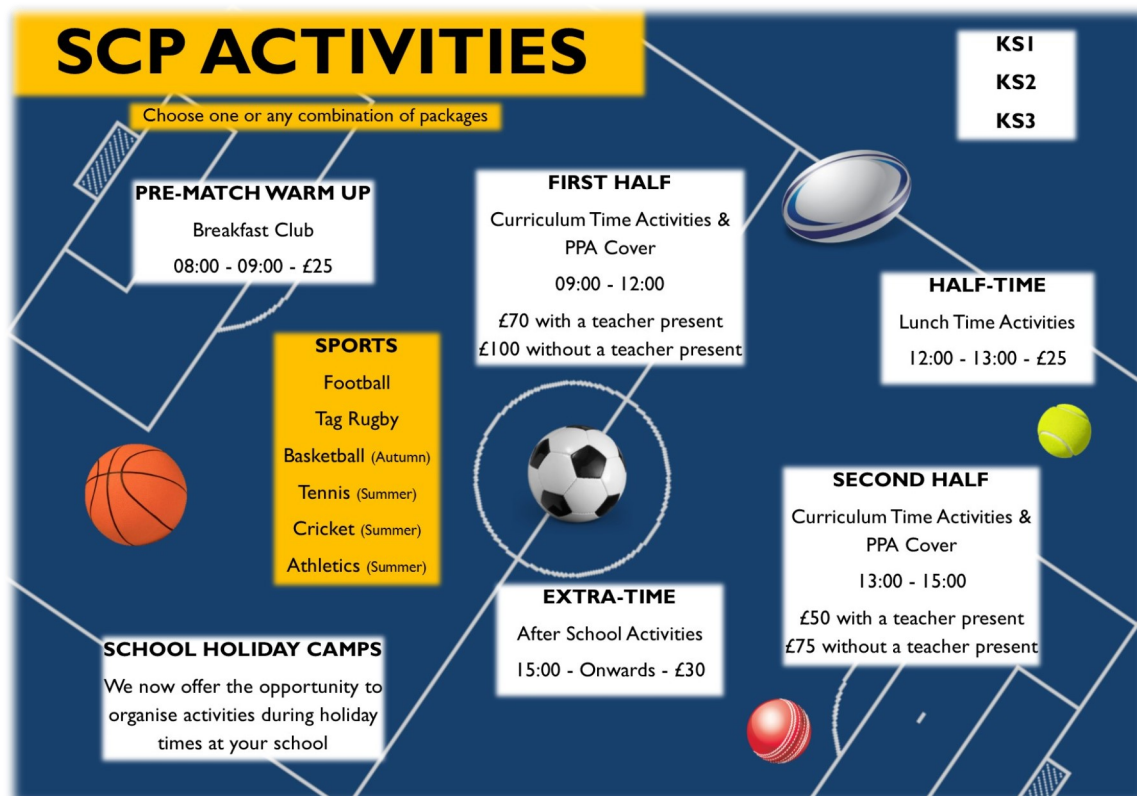 SCP ACTIVITIES
Choose one or any combination of packages
KS1
KS2
KS3
PRE-MATCH WARM UP
Breakfast Club
08:00 - 09:00 - £25
FIRST HALF
Curriculum Time Activities &
PPA Cover
09:00 - 12:00
£70 with a teacher present
£100 without a teacher present
HALF-TIME
Lunch Time Activities
12:00 - 13:00 - £25
SPORTS
Football
Tag Rugby
Basketball (Autumn)
Tennis (Summer)
Cricket (Summer)
Athletics (Summer)
SECOND HALF
Curriculum Time Activities &
PPA Cover
13:00 - 15:00
£50 with a teacher present
£75 without a teacher present
EXTRA-TIME
After School Activities
15:00 - Onwards - £30
SCHOOL HOLIDAY CAMPS
We now offer the opportunity to
organise activities during holiday
times at your school